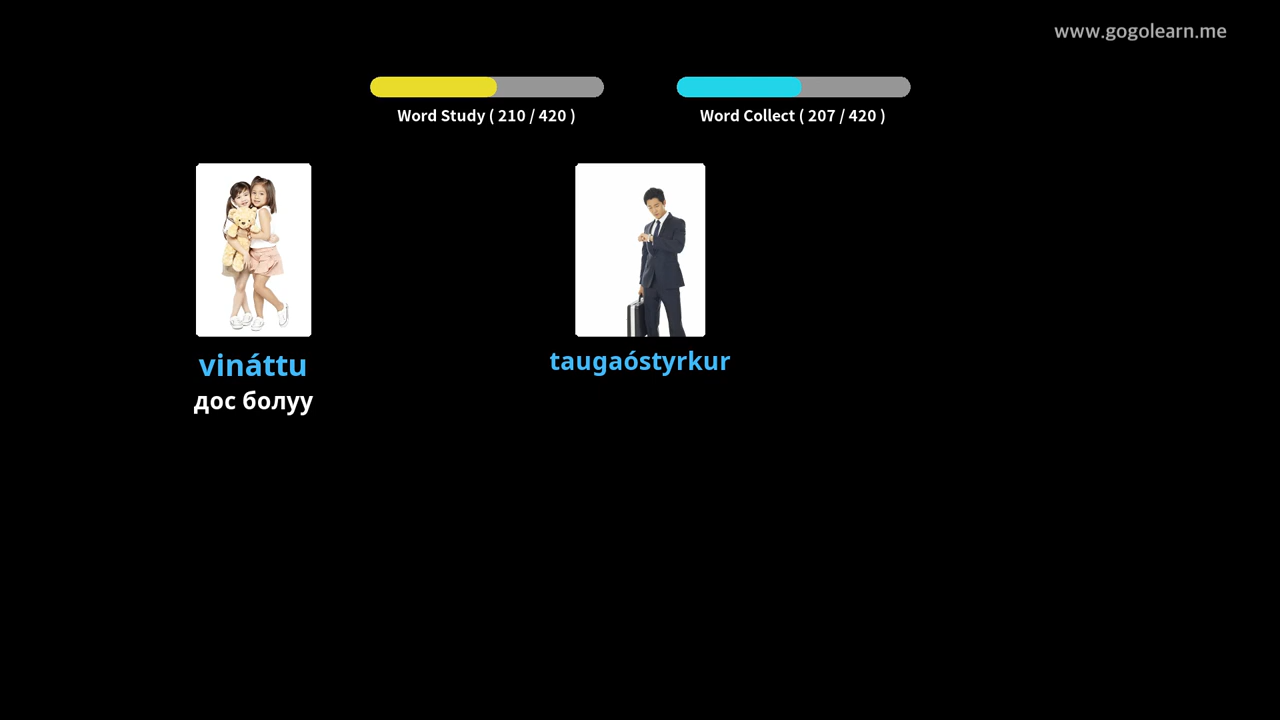 www.gogolearn.me
Word Study ( 210 / 420 )
Word Collect ( 207 / 420 )
vináttu
дос болуу
taugaóstyrkur